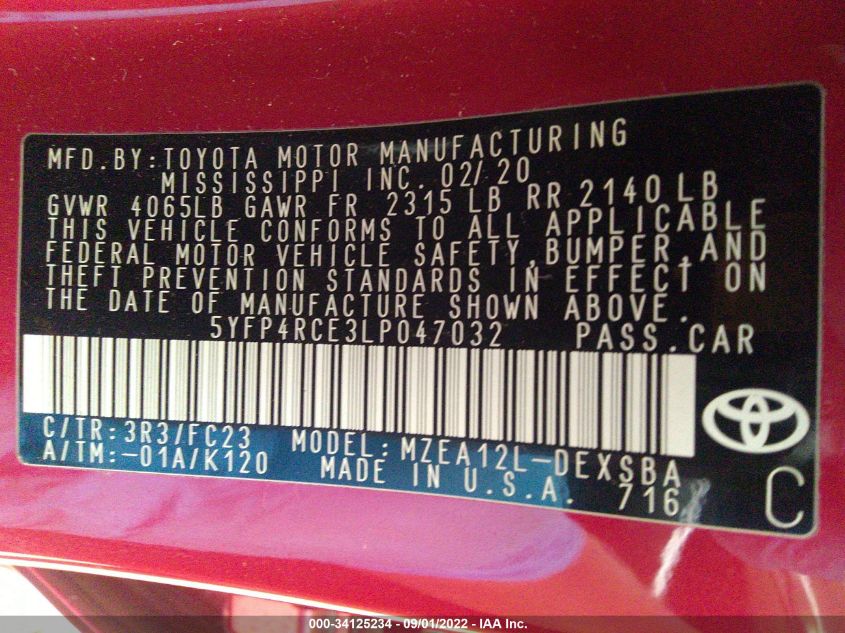 MFD. BY: TOYOTA MOTOR MANUFACTURING
MISSISSIPPI INC. 02/20
GVWR 4065LB GAWR FR 2315 LB RR 2140 LB
THIS VEHICLE CONFORMS TO ALL APPLICABLE
FEDERAL MOTOR VEHICLE SAFETY, BUMPER, AND
THEFT PREVENTION STANDARDS IN EFFECT ON
THE DATE OF MANUFACTURE SHOWN ABOVE.
5YFP4RCE3LP047032 PASS. CAR
C/TR: 3R3/FC23 MODEL: MZEA12L-DEXSBA
A/TM: -01A/K120 MADE IN U.S.A. 716
C
000-34125234 - 09/01/2022 - IAA Inc.